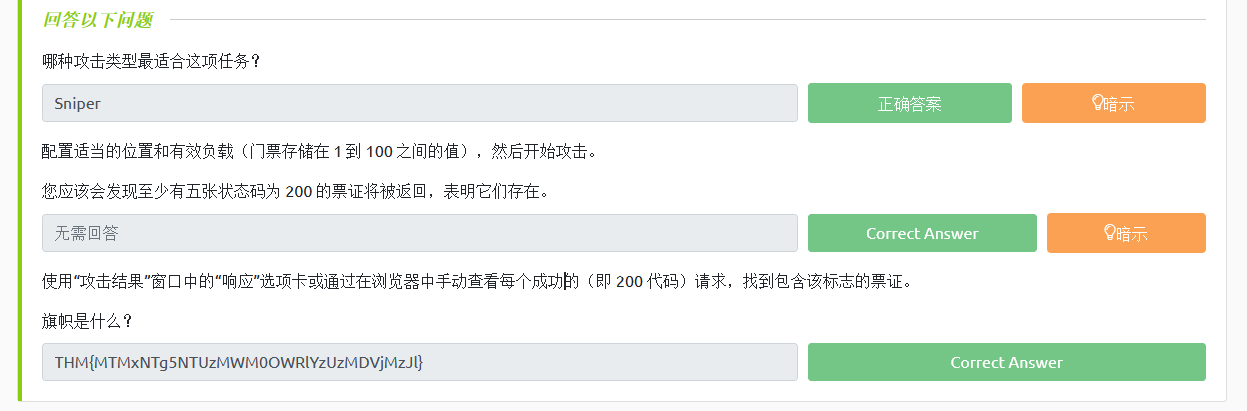 回答以下问题
哪种攻击类型最适合这项任务？
Sniper
正确答案
暗示
配置适当的位置和有效负载（门票存储在 1 到 100 之间的值），然后开始攻击。
您应该会发现至少有五张状态码为 200 的票证将被返回，表明它们存在。
无需回答
Correct Answer
暗示
使用“攻击结果”窗口中的“响应”选项卡或通过在浏览器中手动查看每个成功的（即 200 代码）请求，找到包含该标志的票证。
旗帜是什么？
THM{MTMxNTg5NTUzMWM0OWRlYzUzMDVjMzJl}
Correct Answer